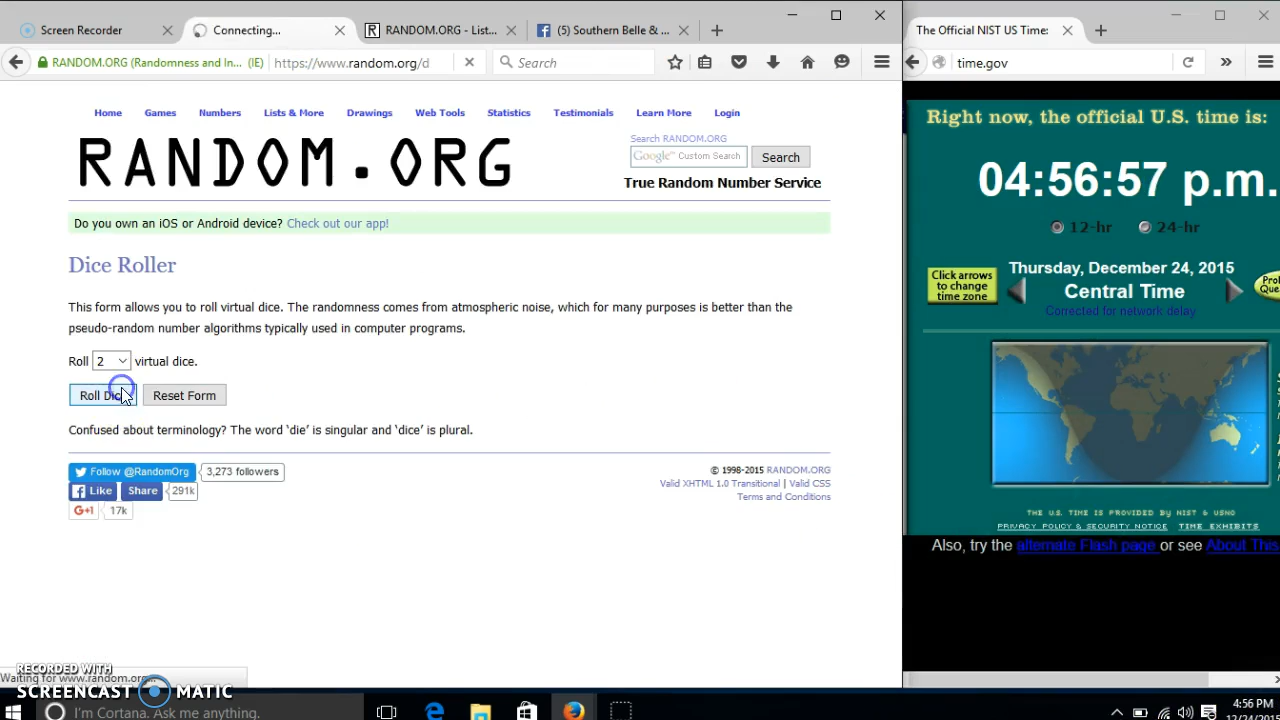 Screen Recorder
Connecting...
RANDOM.ORG - List...
(5) Southern Belle & ...
RANDOM.ORG (Randomness and In... (IE)
https://www.random.org/d
Search
Home Games Numbers Lists & More Drawings Web Tools Statistics Testimonials Learn More Login
RANDOM.ORG
Search RANDOM.ORG
Google™ Custom Search
Search
True Random Number Service
Do you own an iOS or Android device? Check out our app!
Dice Roller
This form allows you to roll virtual dice. The randomness comes from atmospheric noise, which for many purposes is better than the
pseudo-random number algorithms typically used in computer programs.
Roll 2 virtual dice.
Roll Dice Reset Form
Confused about terminology? The word ‘die’ is singular and ‘dice’ is plural.
Follow @RandomOrg 3,273 followers
Like Share 291k
G+1 17k
© 1998-2015 RANDOM.ORG
Valid XHTML 1.0 Transitional | Valid CSS
Terms and Conditions
Waiting for www.random.org...
RECORDED WITH
SCREENCAST MATIC
I'm Cortana. Ask me anything.
The Official NIST US Time:
time.gov
Right now, the official U.S. time is:
04:56:57 p.m.
12-hr 24-hr
Click arrows
to change
time zone
Thursday, December 24, 2015
Central Time
Corrected for network delay
THE U.S. TIME IS PROVIDED BY NIST & USNO
PRIVACY POLICY & SECURITY NOTICE TIME EXHIBITS
Also, try the alternate Flash page or see About This
4:56 PM
12/24/2015